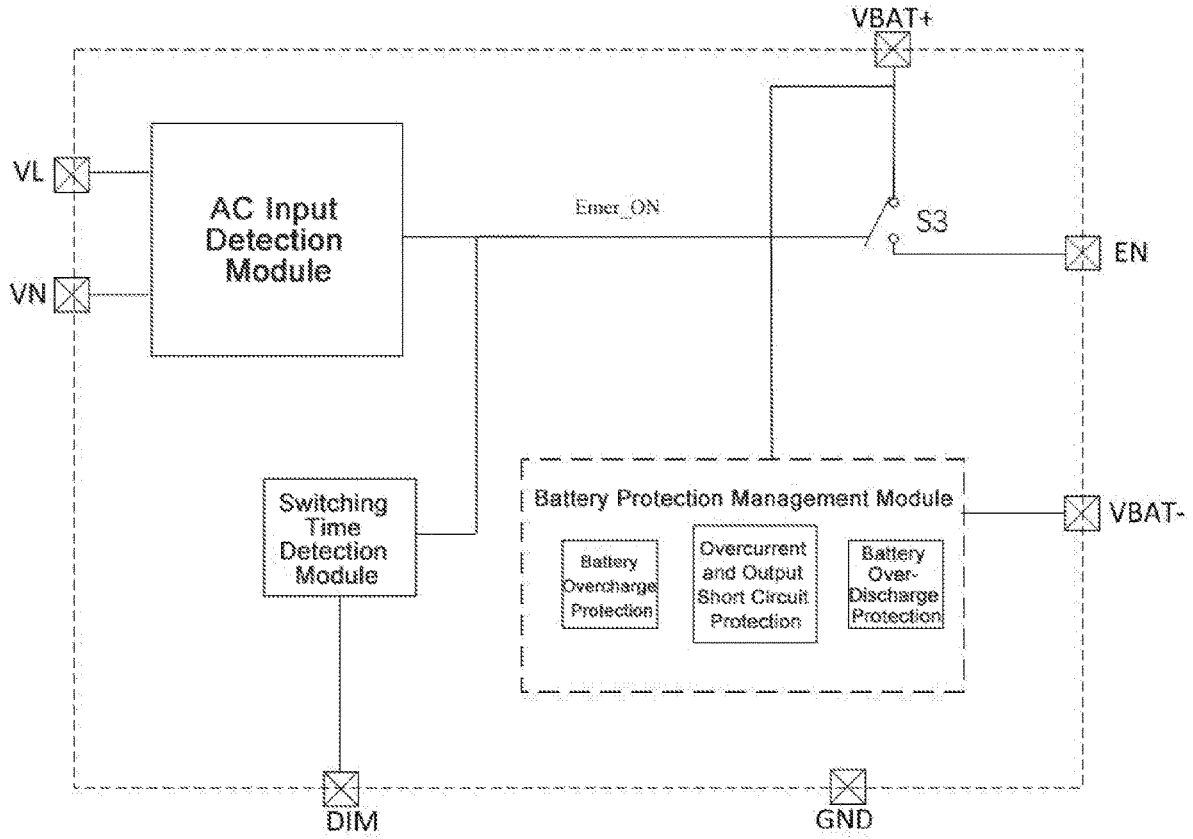 VBAT+
VL
AC Input
Detection
Module
Emer_ON
S3
EN
VN
Switching
Time
Detection
Module
Battery Protection Management Module
VBAT-
Battery
Overcharge
Protection
Overcurrent
and Output
Short Circuit
Protection
Battery
Over-
Discharge
Protection
DIM
GND